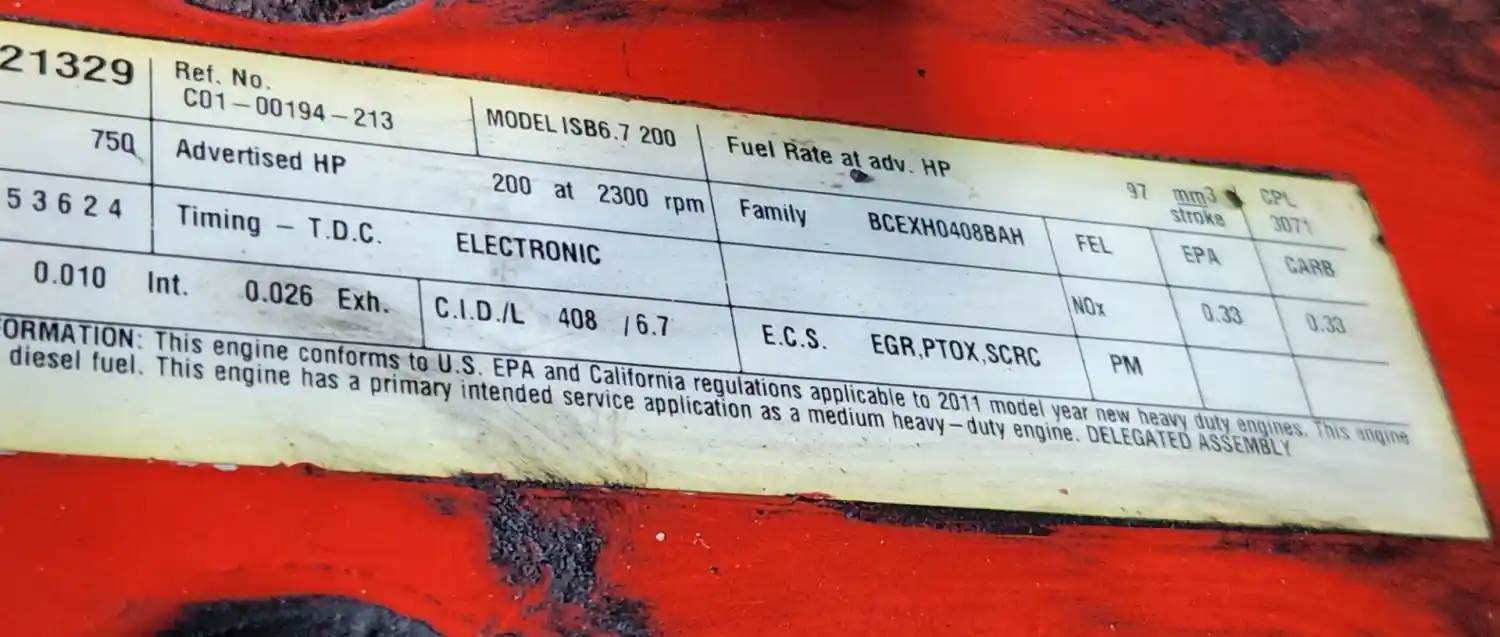 21329 Ref. No. C01-00194-213 MODEL ISB6.7 200 Fuel Rate at adv. HP 97 mm3 stroke CPL 3071
750 Advertised HP 200 at 2300 rpm Family BCEXH0408BAH FEL EPA CARB
53624 Timing - T.D.C. ELECTRONIC NOx 0.33 0.33
0.010 Int. 0.026 Exh. C.I.D./L 408 /6.7 E.C.S. EGR,PTOX,SCRC PM
FORMATION: This engine conforms to U.S. EPA and California regulations applicable to 2011 model year new heavy duty engines. This engine
diesel fuel. This engine has a primary intended service application as a medium heavy-duty engine. DELEGATED ASSEMBLY